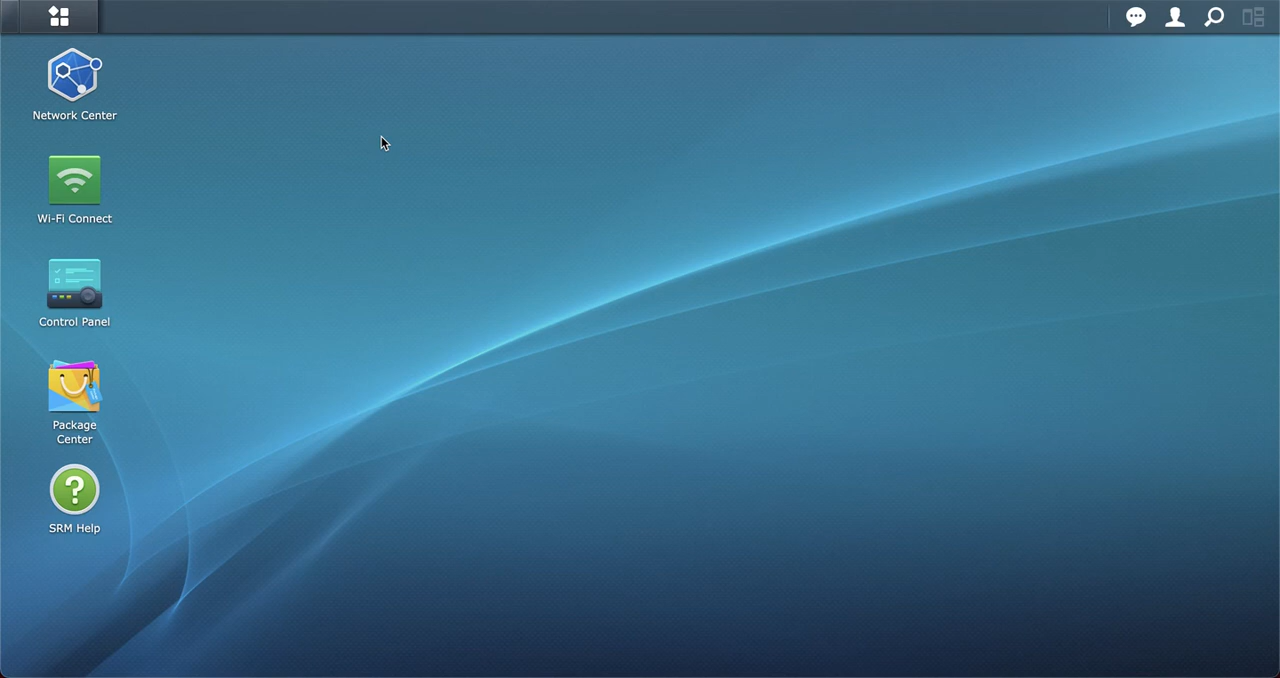 Network Center
Wi-Fi Connect
Control Panel
Package
Center
SRM Help